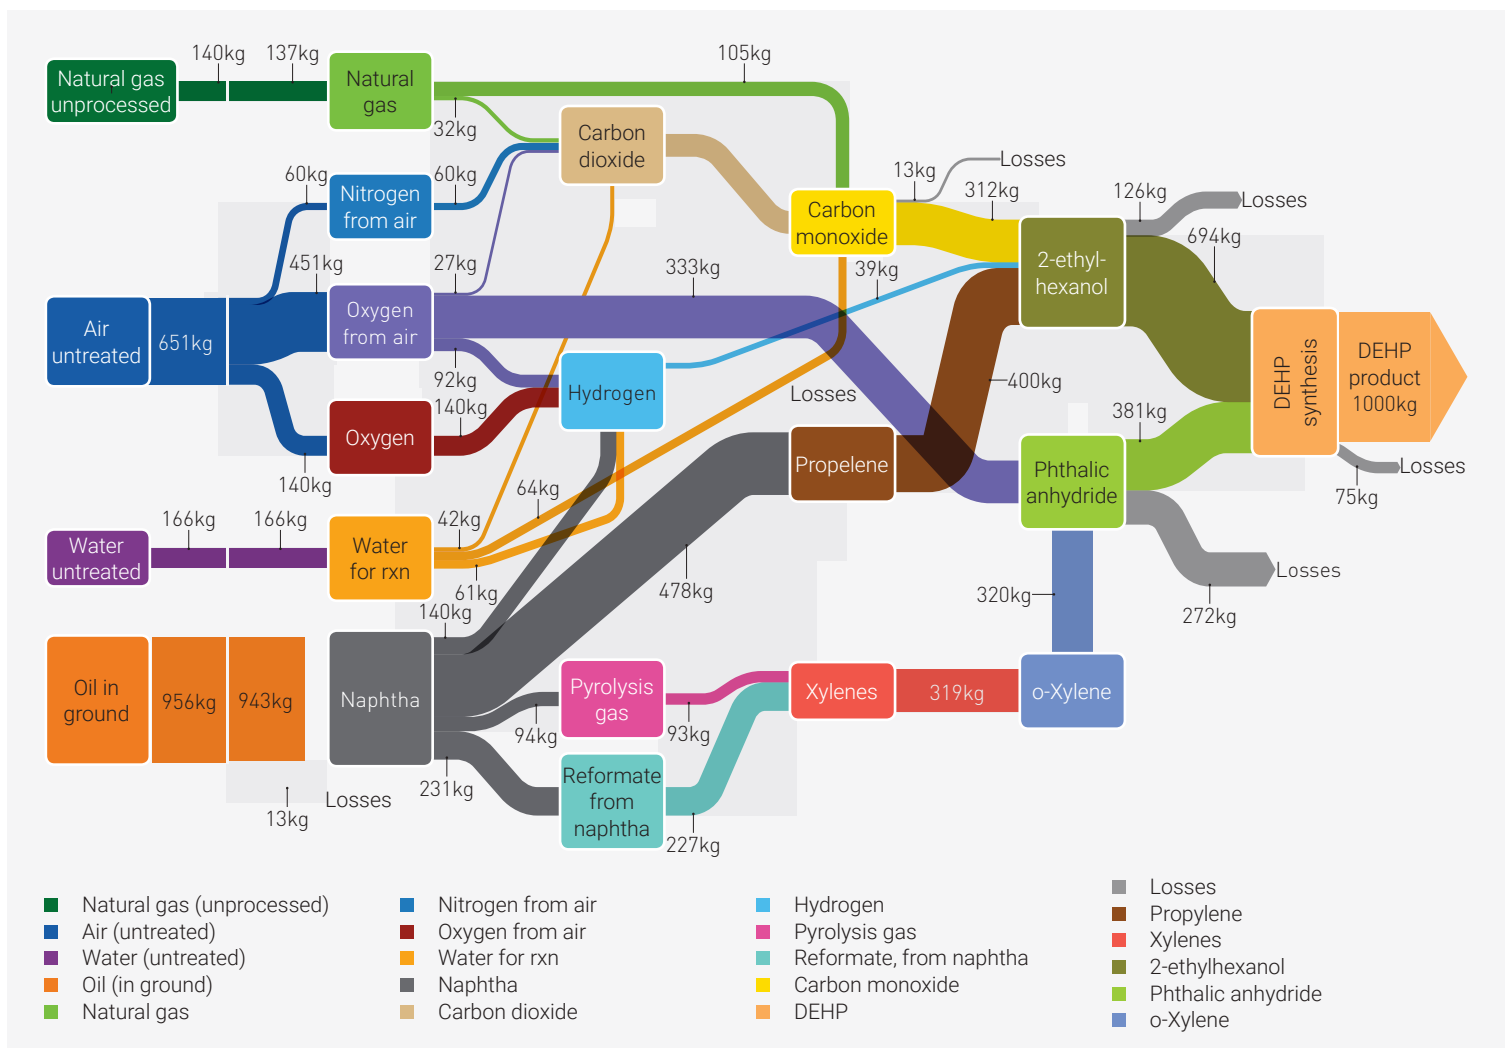 140kg
137kg
105kg
Natural gas
unprocessed
Natural
gas
32kg
Carbon
dioxide
13kg
Losses
60kg
Nitrogen
from air
60kg
312kg
126kg
Losses
Carbon
monoxide
694kg
451kg
27kg
333kg
39kg
2-ethyl-
hexanol
Air
untreated
651kg
Oxygen
from air
92kg
Hydrogen
Losses
400kg
DEHP
synthesis
DEHP
product
1000kg
140kg
Oxygen
140kg
381kg
Propelene
Phthalic
anhydride
Losses
75kg
166kg
166kg
64kg
42kg
Water
untreated
Water
for rxn
61kg
478kg
Losses
272kg
320kg
140kg
Oil in
ground
956kg
943kg
Naphtha
Pyrolysis
gas
94kg
93kg
Xylenes
319kg
o-Xylene
231kg
Reformate
from
naphtha
227kg
13kg
Losses
Natural gas (unprocessed)
Air (untreated)
Water (untreated)
Oil (in ground)
Natural gas
Nitrogen from air
Oxygen from air
Water for rxn
Naphtha
Carbon dioxide
Hydrogen
Pyrolysis gas
Reformate, from naphtha
Carbon monoxide
DEHP
Losses
Propylene
Xylenes
2-ethylhexanol
Phthalic anhydride
o-Xylene